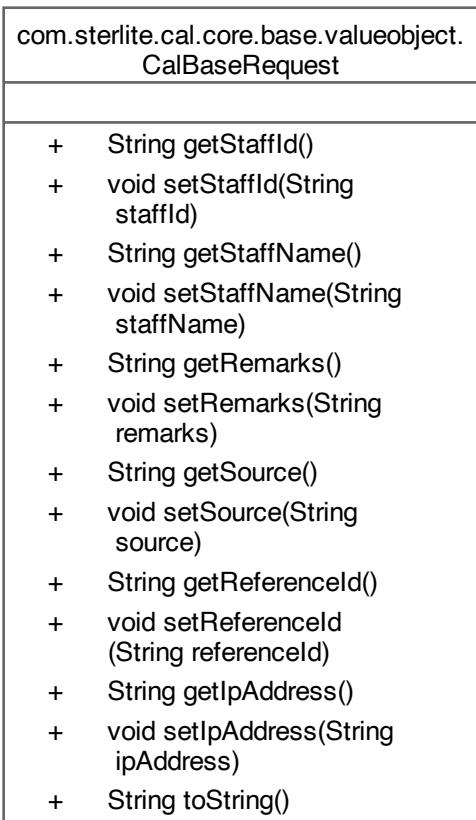 com.sterlite.cal.core.base.valueobject.
CalBaseRequest
+ String getStaffId()
+ void setStaffId(String
staffId)
+ String getStaffName()
+ void setStaffName(String
staffName)
+ String getRemarks()
+ void setRemarks(String
remarks)
+ String getSource()
+ void setSource(String
source)
+ String getReferenceId()
+ void setReferenceId
(String referenceId)
+ String getIpAddress()
+ void setIpAddress(String
ipAddress)
+ String toString()